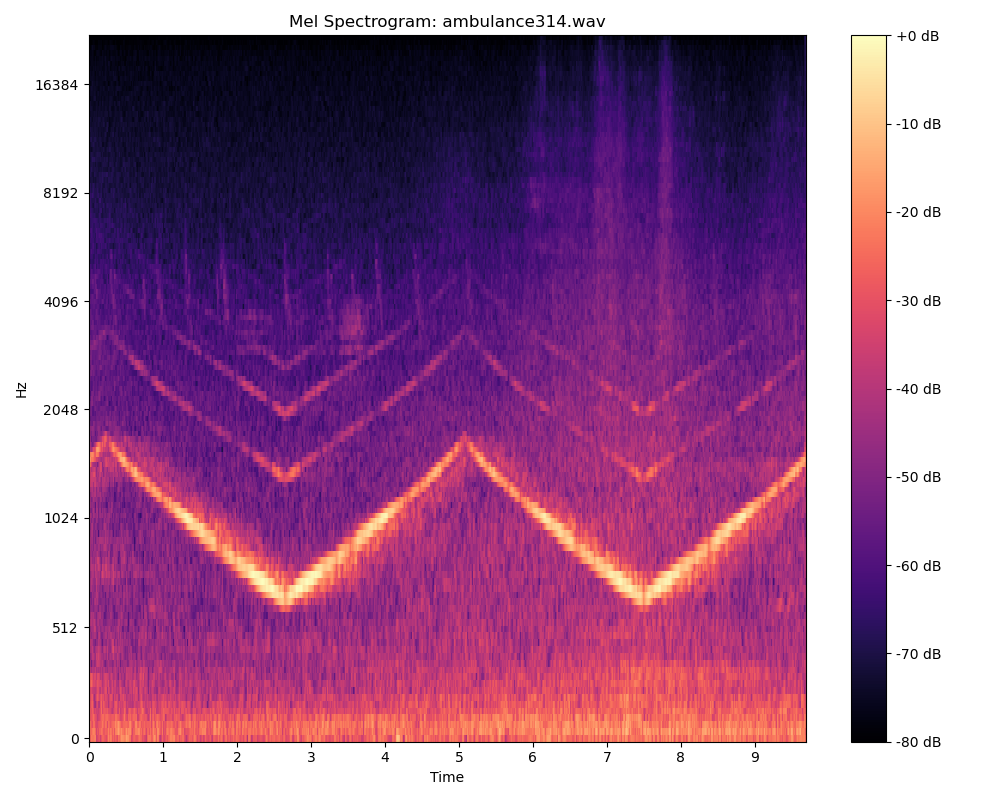 Mel Spectrogram: ambulance314.wav
Hz
16384
8192
4096
2048
1024
512
0
0 1 2 3 4 5 6 7 8 9
Time
+0 dB
-10 dB
-20 dB
-30 dB
-40 dB
-50 dB
-60 dB
-70 dB
-80 dB